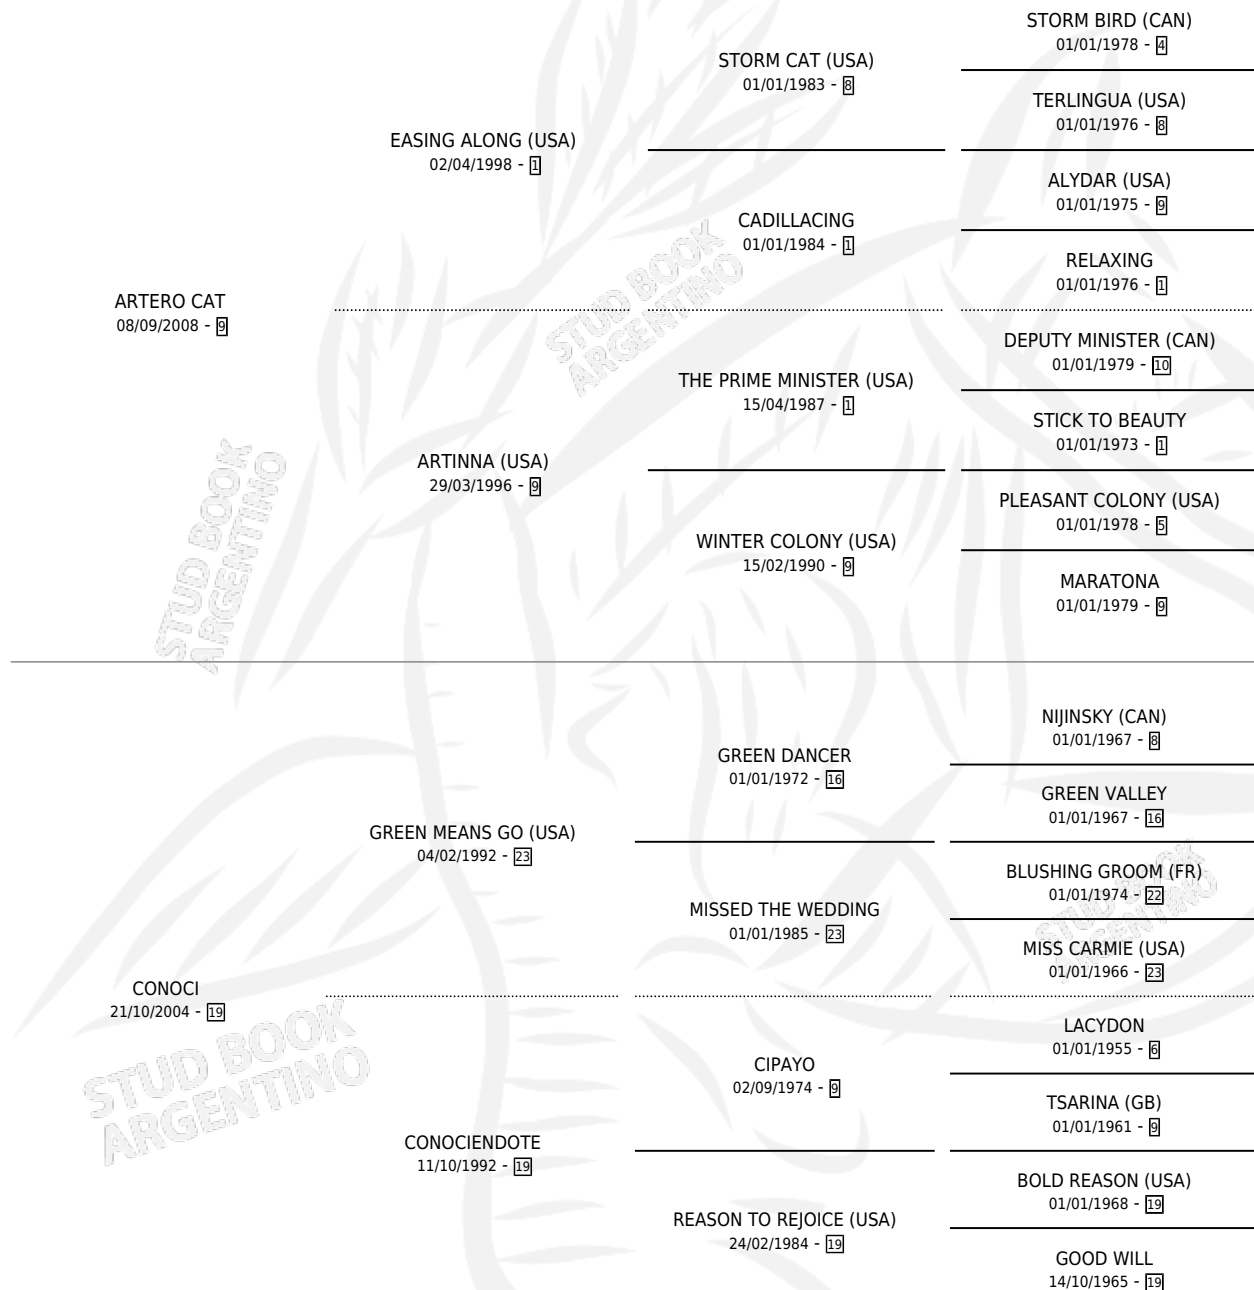 STORM BIRD (CAN)
01/01/1978 - 4
STORM CAT (USA)
01/01/1983 - 8
TERLINGUA (USA)
01/01/1976 - 8
EASING ALONG (USA)
02/04/1998 - 1
ALYDAR (USA)
01/01/1975 - 9
CADILLACING
01/01/1984 - 1
RELAXING
01/01/1976 - 1
ARTERO CAT
08/09/2008 - 9
DEPUTY MINISTER (CAN)
01/01/1979 - 10
THE PRIME MINISTER (USA)
15/04/1987 - 1
STICK TO BEAUTY
01/01/1973 - 1
ARTINNA (USA)
29/03/1996 - 9
PLEASANT COLONY (USA)
01/01/1978 - 5
WINTER COLONY (USA)
15/02/1990 - 9
MARATONA
01/01/1979 - 9
NIJINSKY (CAN)
01/01/1967 - 8
GREEN DANCER
01/01/1972 - 16
GREEN VALLEY
01/01/1967 - 16
GREEN MEANS GO (USA)
04/02/1992 - 23
BLUSHING GROOM (FR)
01/01/1974 - 22
MISSED THE WEDDING
01/01/1985 - 23
MISS CARMIE (USA)
01/01/1966 - 23
CONOCI
21/10/2004 - 19
LACYDON
01/01/1955 - 6
CIPAYO
02/09/1974 - 9
TSARINA (GB)
01/01/1961 - 9
CONOCIENDOTE
11/10/1992 - 19
BOLD REASON (USA)
01/01/1968 - 19
REASON TO REJOICE (USA)
24/02/1984 - 19
GOOD WILL
14/10/1965 - 19
STUD BOOK
ARGENTINO
STUD BOOK
ARGENTINO
STUD BOOK
ARGENTINO
STUD BOOK
ARGENTINO